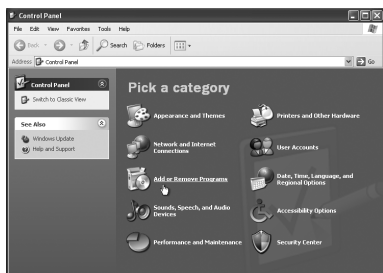 Control Panel
File Edit View Favorites Tools Help
Back Search Folders
Address Control Panel Go
Control Panel
Switch to Classic View
See Also
Windows Update
Help and Support
Pick a category
Appearance and Themes
Printers and Other Hardware
Network and Internet
Connections
User Accounts
Add or Remove Programs
Date, Time, Language, and
Regional Options
Sounds, Speech, and Audio
Devices
Accessibility Options
Performance and Maintenance
Security Center